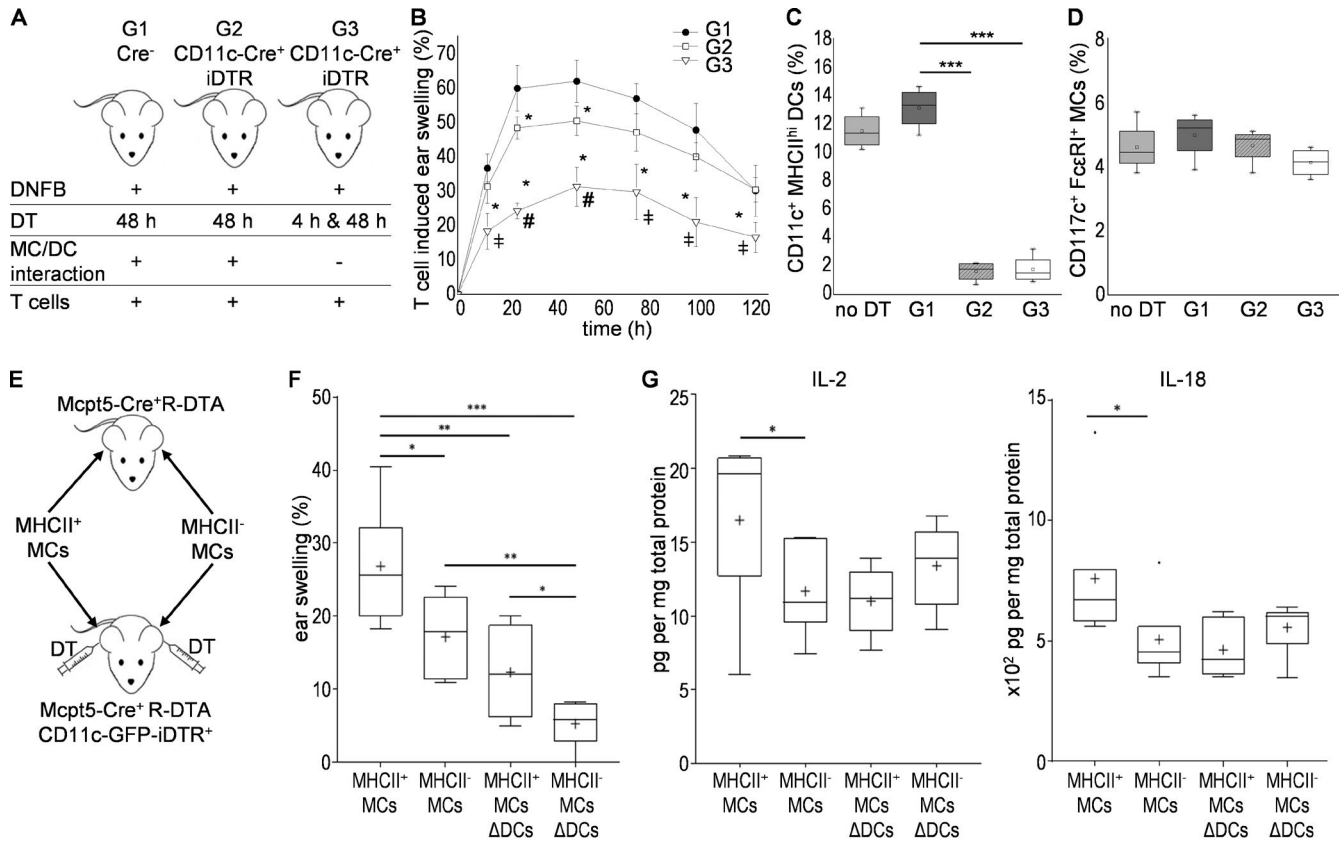 A
G1 G2 G3
Cre⁻ CD11c-Cre⁺ CD11c-Cre⁺
iDTR iDTR
DNFB + + +
DT 48 h 48 h 4 h & 48 h
MC/DC
interaction + + -
T cells + + +
B
T cell induced ear swelling (%)
70
60
50
40
30
20
10
0
0 20 40 60 80 100 120
time (h)
G1
G2
G3
* * * * * * * *
# #
‡ ‡ ‡ ‡
C
CD11c⁺ MHCII^hi DCs (%)
18
16
14
12
10
8
6
4
2
0
***
***
no DT G1 G2 G3
D
CD117c⁺ FcεRI⁺ MCs (%)
8
6
4
2
0
no DT G1 G2 G3
E
Mcpt5-Cre⁺R-DTA
MHCII⁺ MHCII⁻
MCs MCs
DT DT
Mcpt5-Cre⁺ R-DTA
CD11c-GFP-iDTR⁺
F
ear swelling (%)
50
40
30
20
10
0
***
**
*
**
*
MHCII⁺ MHCII⁻ MHCII⁺ MHCII⁻
MCs MCs MCs MCs
ΔDCs ΔDCs
G
IL-2
pg per mg total protein
25
20
15
10
5
0
*
MHCII⁺ MHCII⁻ MHCII⁺ MHCII⁻
MCs MCs MCs MCs
ΔDCs ΔDCs
IL-18
x10² pg per mg total protein
15
10
5
0
*
MHCII⁺ MHCII⁻ MHCII⁺ MHCII⁻
MCs MCs MCs MCs
ΔDCs ΔDCs